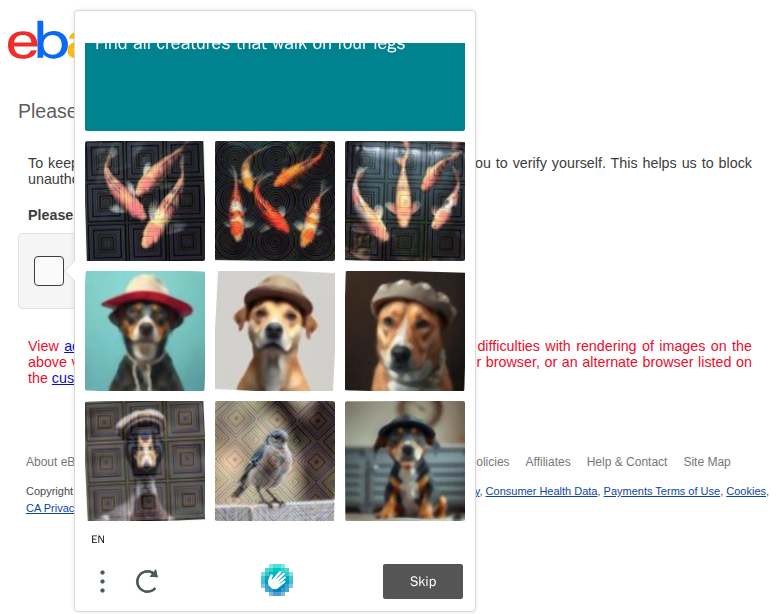 eb
Find all creatures that walk on four legs
Please
To keep ou to verify yourself. This helps us to block
unautho
Please
View difficulties with rendering of images on the
above browser, or an alternate browser listed on
the cus
About eB olicies Affiliates Help & Contact Site Map
Copyright Consumer Health Data, Payments Terms of Use, Cookies,
CA Privac
EN
Skip